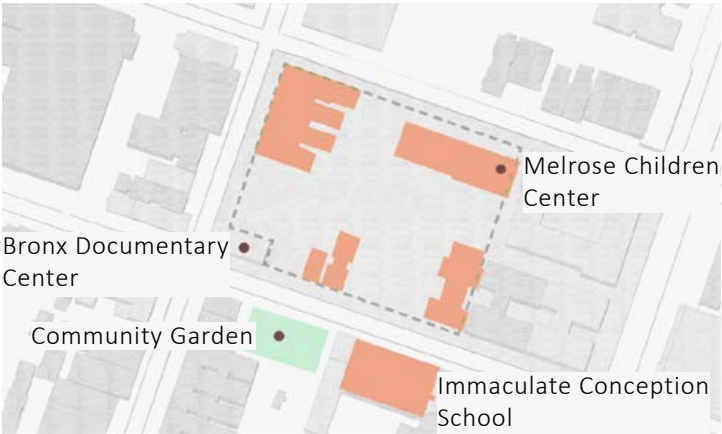 Melrose Children
Center
Bronx Documentary
Center
Community Garden
Immaculate Conception
School